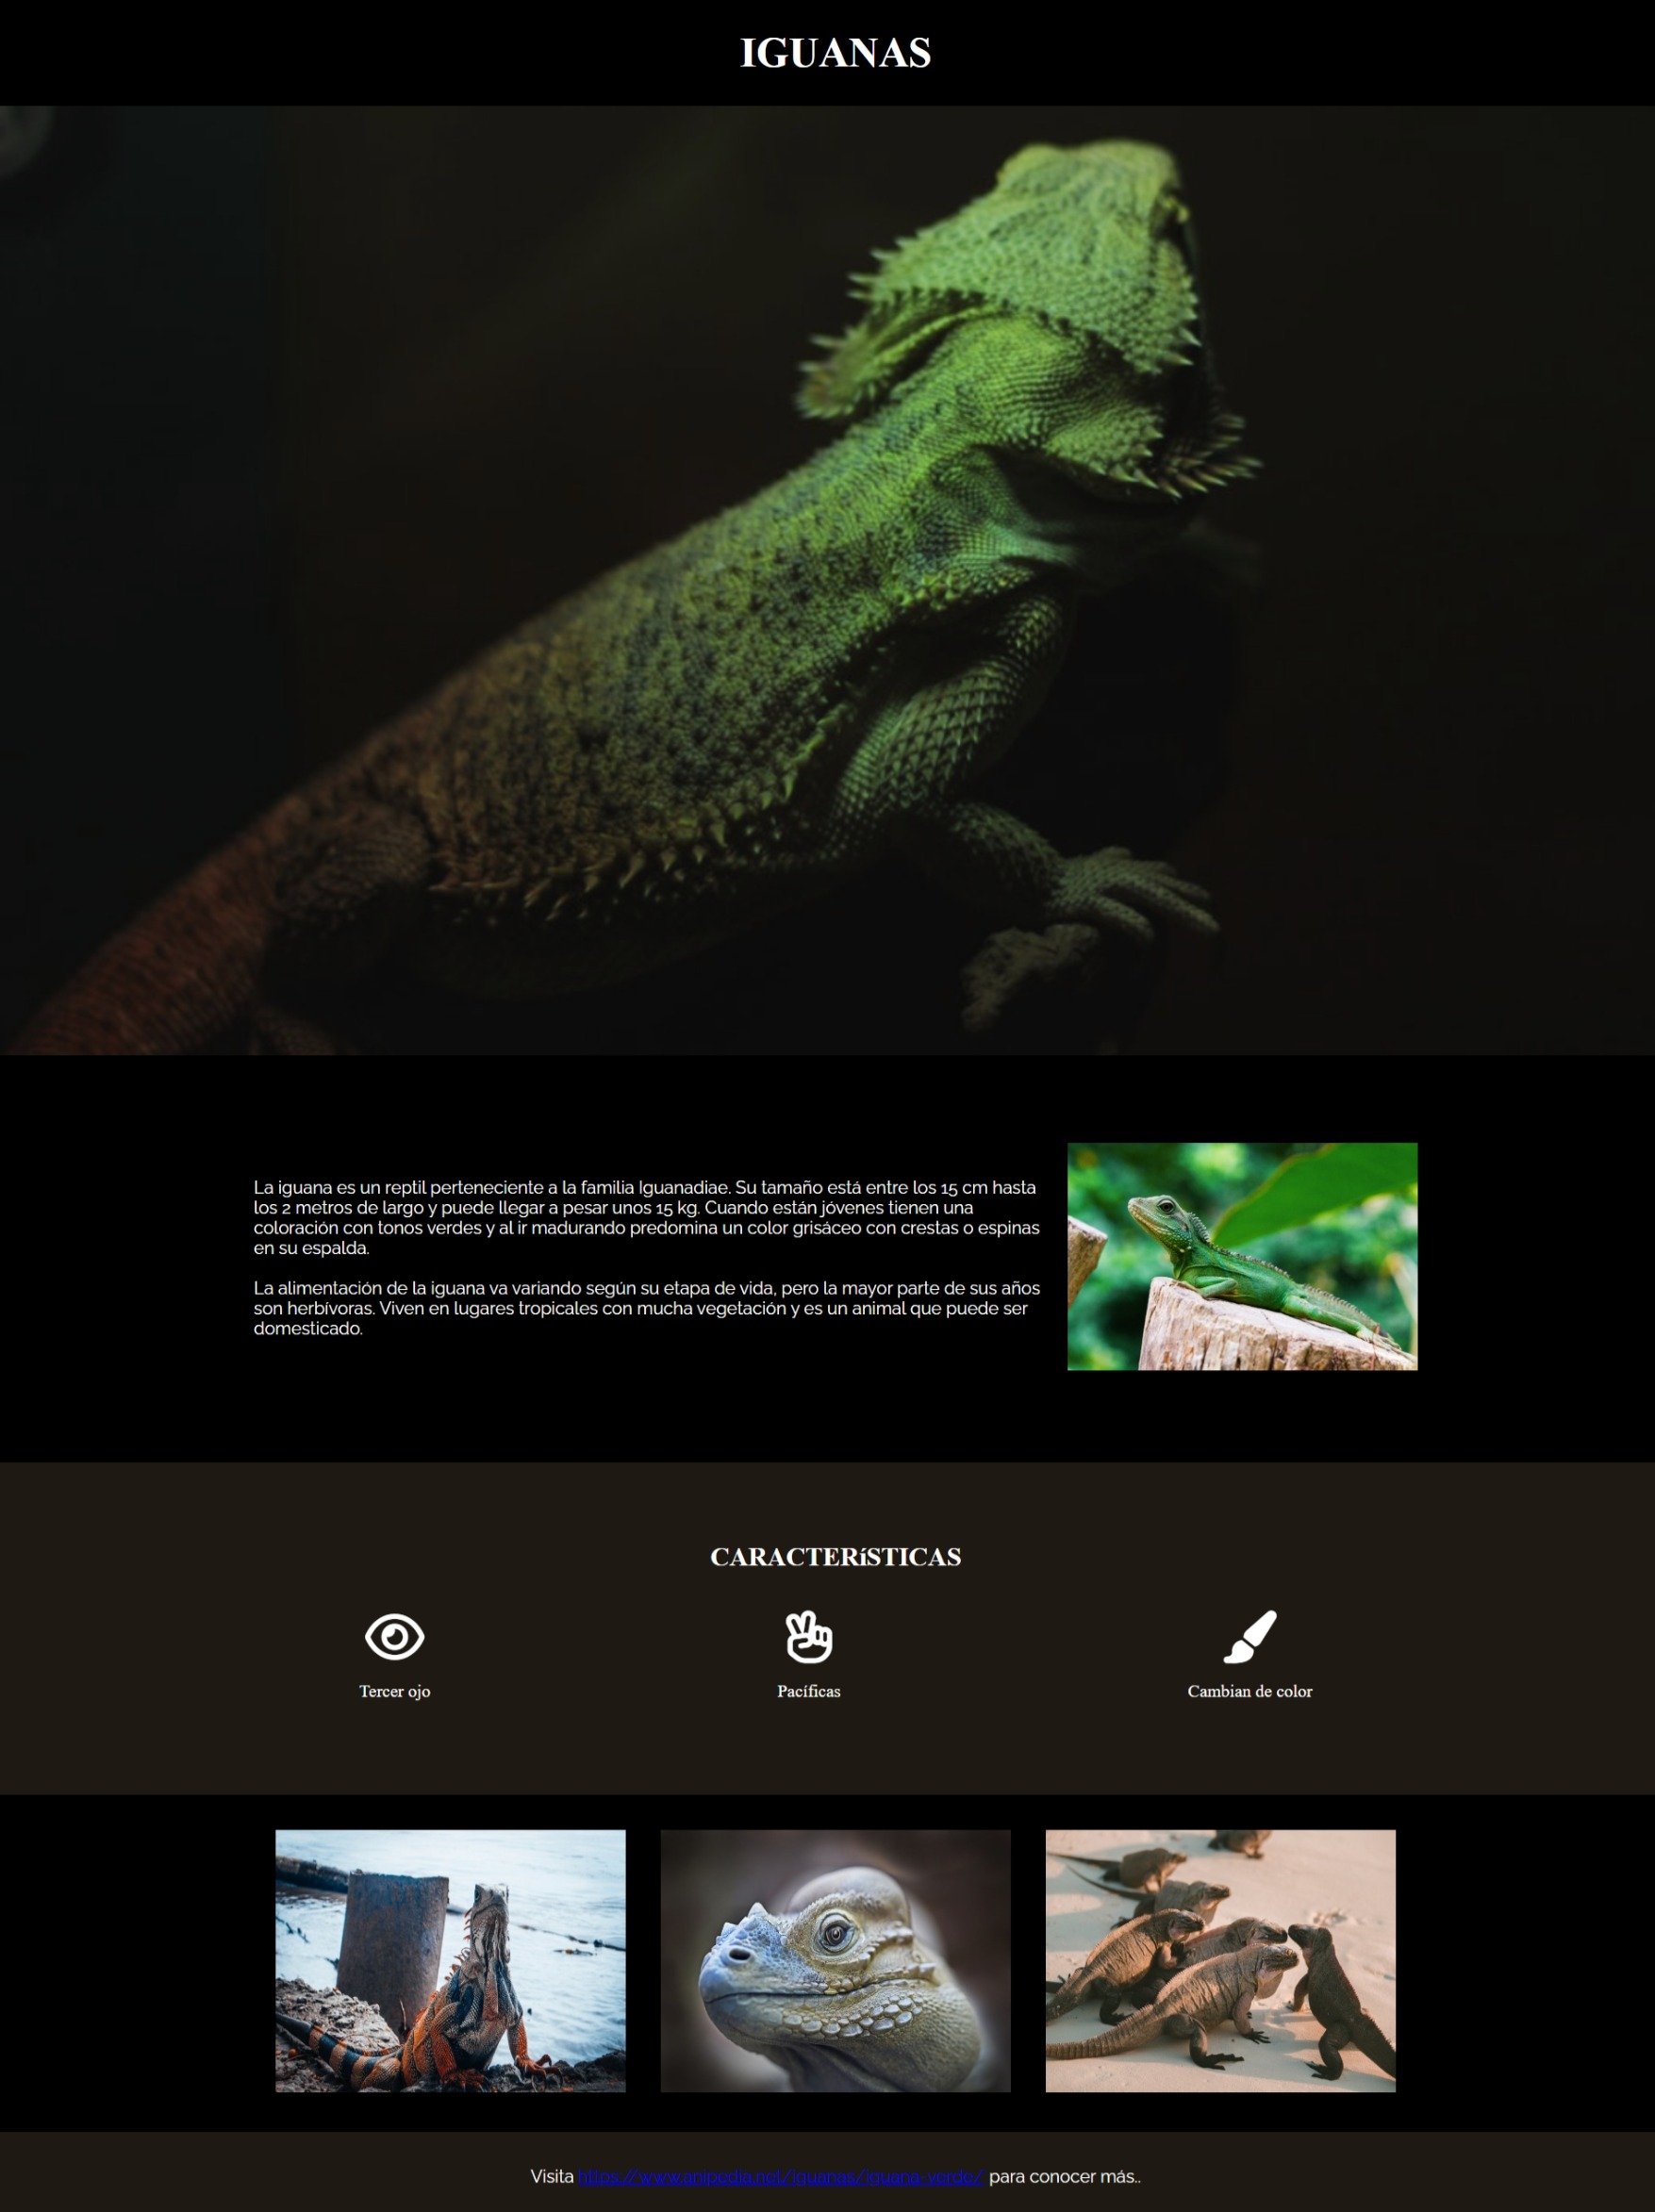 IGUANAS
La iguana es un reptil perteneciente a la familia Iguanadiae. Su tamaño está entre los 15 cm hasta
los 2 metros de largo y puede llegar a pesar unos 15 kg. Cuando están jóvenes tienen una
coloración con tonos verdes y al ir madurando predomina un color grisáceo con crestas o espinas
en su espalda.
La alimentación de la iguana va variando según su etapa de vida, pero la mayor parte de sus años
son herbívoras. Viven en lugares tropicales con mucha vegetación y es un animal que puede ser
domesticado.
CARACTERíSTICAS
Tercer ojo
Pacíficas
Cambian de color
Visita https://www.anipedia.net/iguanas/iguana-verde/ para conocer más..